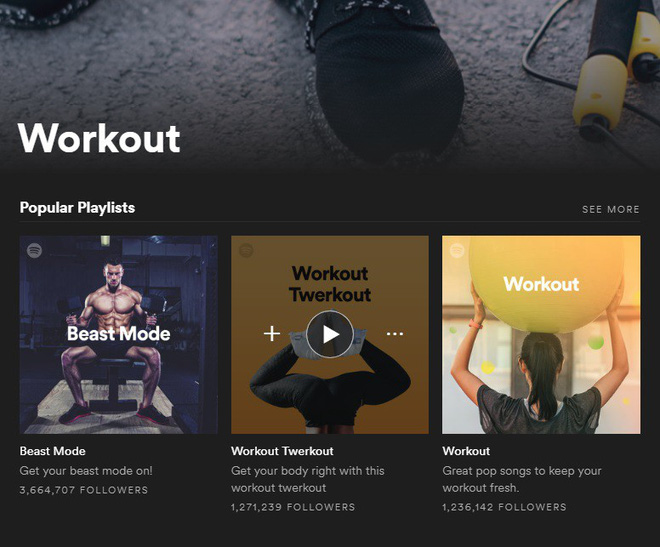 Workout
Popular Playlists
SEE MORE
Beast Mode
Workout
Twerkout
Workout
Beast Mode
Get your beast mode on!
3,664,707 FOLLOWERS
Workout Twerkout
Get your body right with this
workout twerkout
1,271,239 FOLLOWERS
Workout
Great pop songs to keep your
workout fresh.
1,236,142 FOLLOWERS